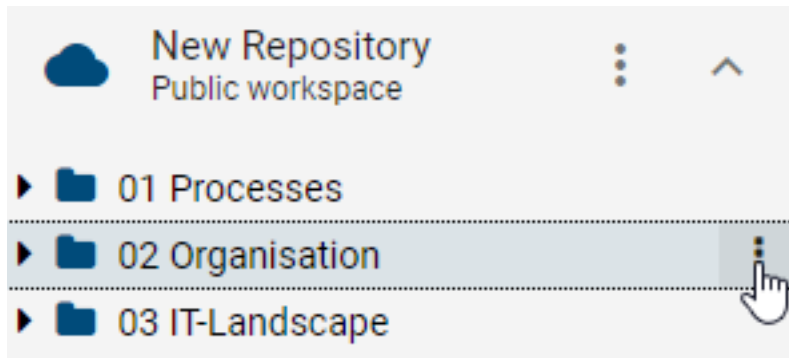 New Repository
Public workspace
01 Processes
02 Organisation
03 IT-Landscape